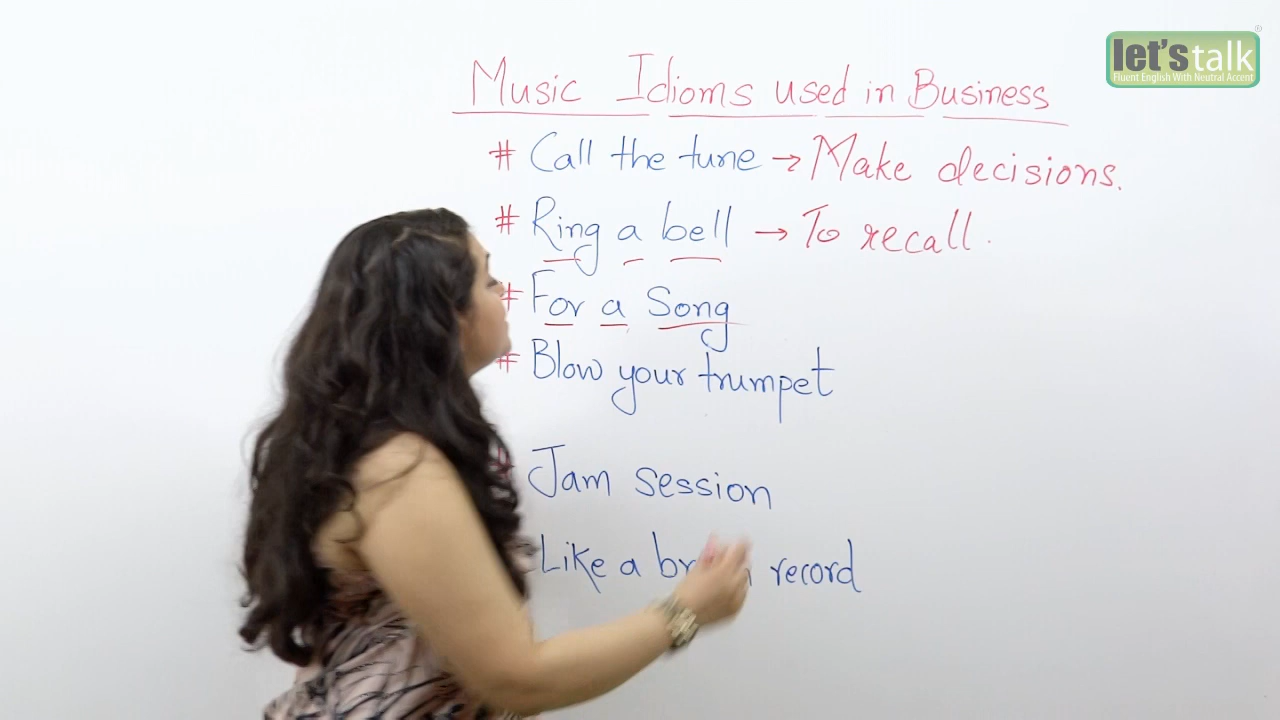 let's talk
Fluent English With Neutral Accent
Music Idioms used in Business
# Call the tune → Make decisions.
# Ring a bell → To recall.
# For a Song
# Blow your trumpet
# Jam session
Like a record